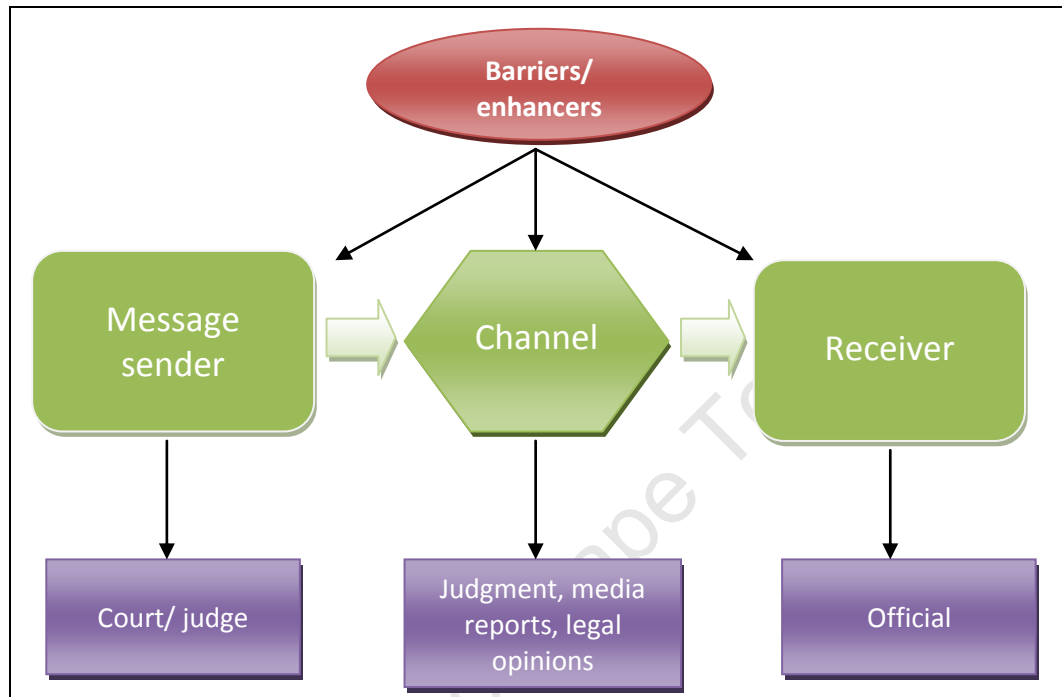 Barriers/
enhancers
Message
sender
Channel
Receiver
Court/ judge
Judgment, media
reports, legal
opinions
Official